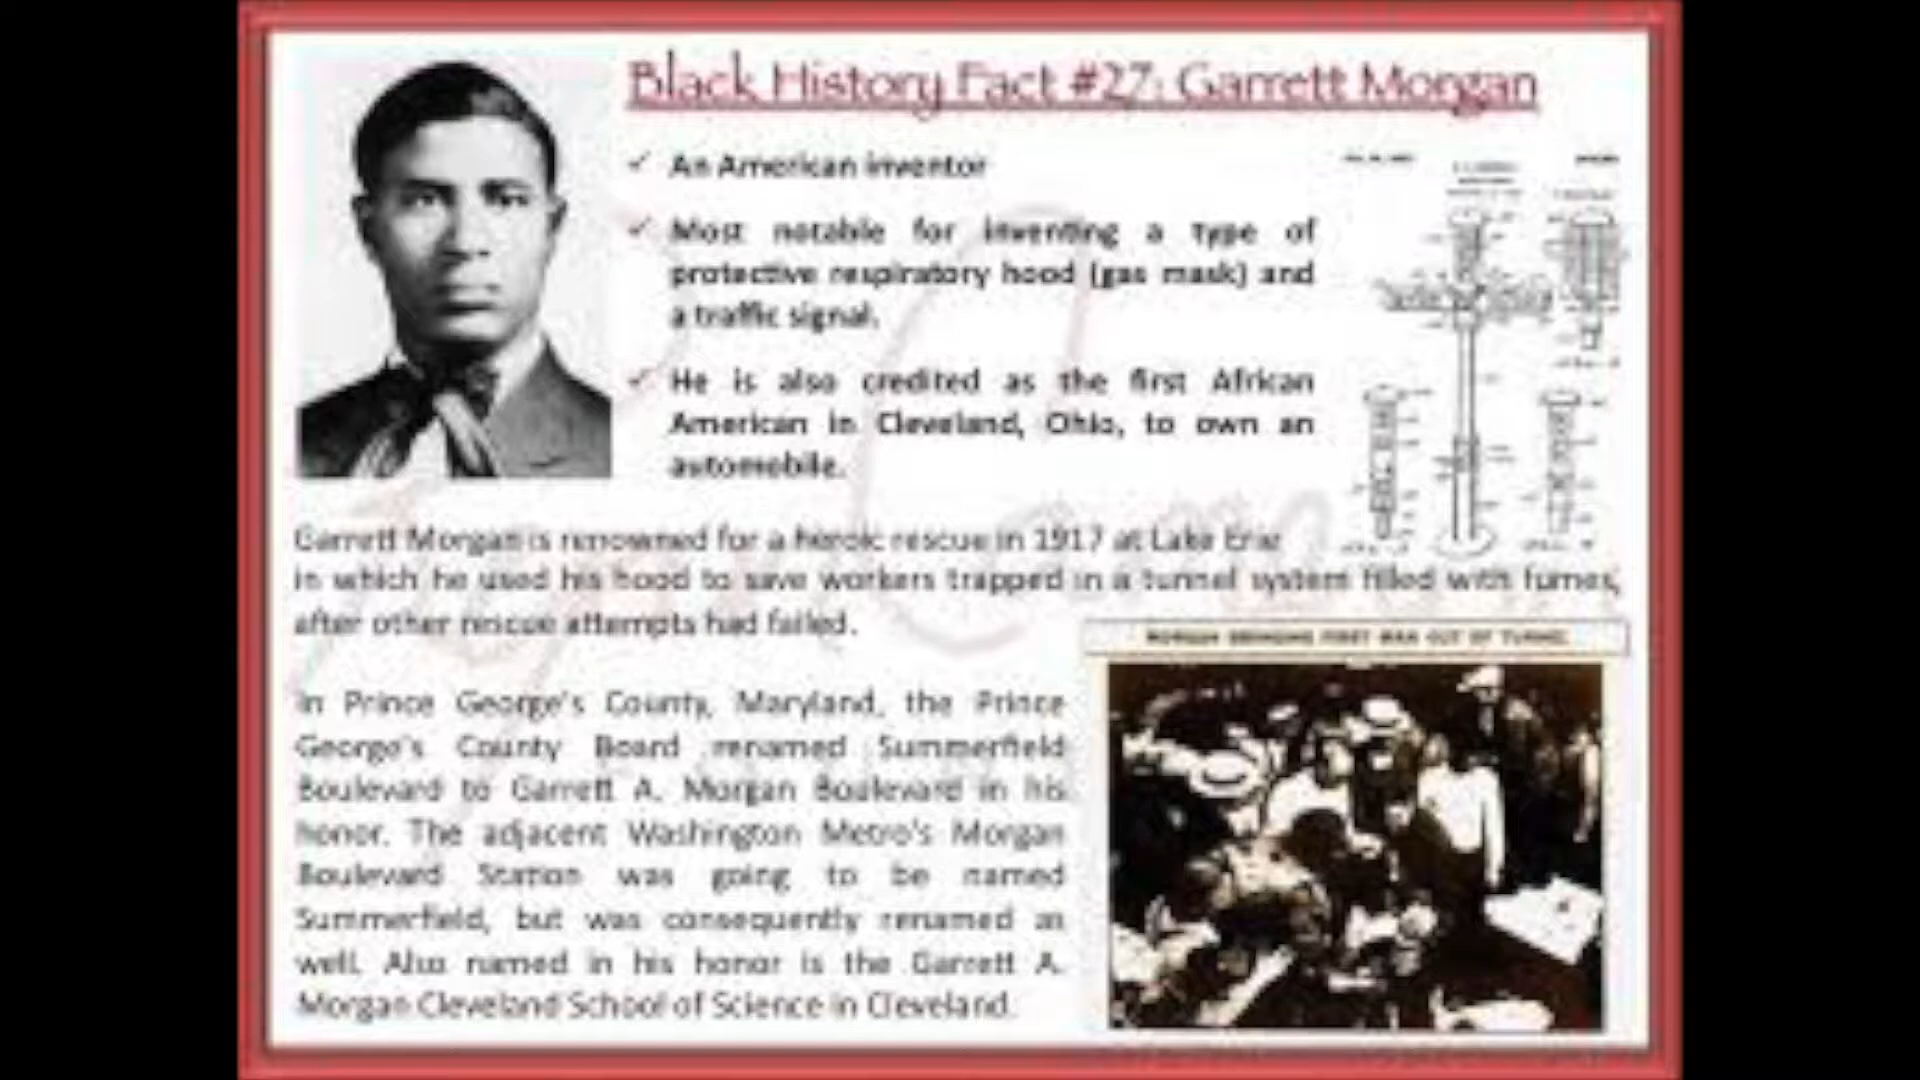 Black History Fact #27: Garrett Morgan
✓ An American inventor
✓ Most notable for inventing a type of
protective respiratory hood (gas mask) and
a traffic signal.
✓ He is also credited as the first African
American in Cleveland, Ohio, to own an
automobile.
Garrett Morgan is renowned for a heroic rescue in 1917 at Lake Erie
in which he used his hood to save workers trapped in a tunnel system filled with fumes,
after other rescue attempts had failed.
MORGAN BRINGING FIRST MAN OUT OF TUNNEL
In Prince George's County, Maryland, the Prince
George's County Board renamed Summerfield
Boulevard to Garrett A. Morgan Boulevard in his
honor. The adjacent Washington Metro's Morgan
Boulevard Station was going to be named
Summerfield, but was consequently renamed as
well. Also named in his honor is the Garrett A.
Morgan Cleveland School of Science in Cleveland.